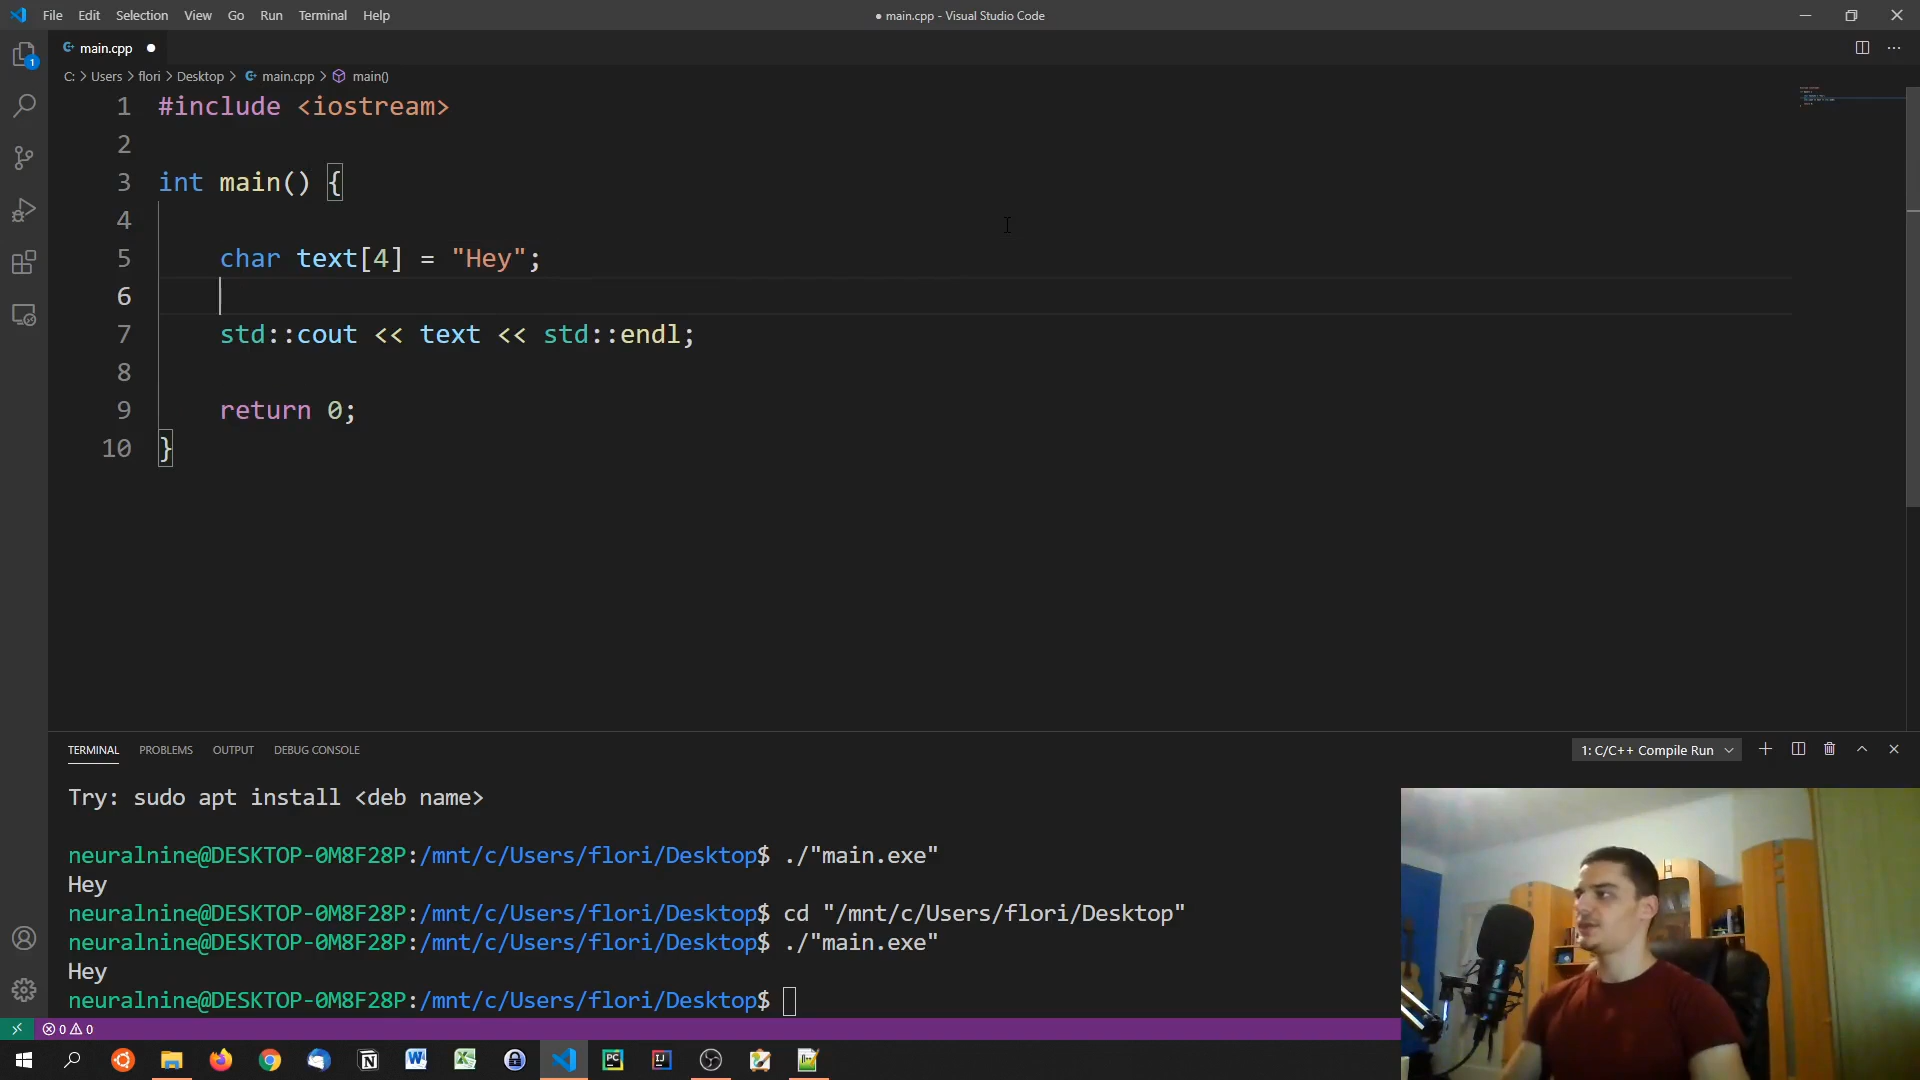 File Edit Selection View Go Run Terminal Help
● main.cpp - Visual Studio Code
main.cpp ●
C: > Users > flori > Desktop > main.cpp > main()
1 #include <iostream>
2
3 int main() {
4
5 char text[4] = "Hey";
6
7 std::cout << text << std::endl;
8
9 return 0;
10 }
TERMINAL PROBLEMS OUTPUT DEBUG CONSOLE
1: C/C++ Compile Run
Try: sudo apt install <deb name>
neuralnine@DESKTOP-0M8F28P:/mnt/c/Users/flori/Desktop$ ./"main.exe"
Hey
neuralnine@DESKTOP-0M8F28P:/mnt/c/Users/flori/Desktop$ cd "/mnt/c/Users/flori/Desktop"
neuralnine@DESKTOP-0M8F28P:/mnt/c/Users/flori/Desktop$ ./"main.exe"
Hey
neuralnine@DESKTOP-0M8F28P:/mnt/c/Users/flori/Desktop$
0 0